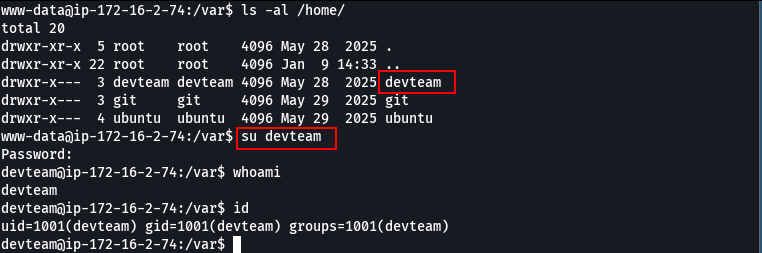 www-data@ip-172-16-2-74:/var$ ls -al /home/
total 20
drwxr-xr-x  5 root    root    4096 May 28  2025 .
drwxr-xr-x 22 root    root    4096 Jan  9 14:33 ..
drwxr-x---  3 devteam devteam 4096 May 28  2025 devteam
drwxr-x---  3 git     git     4096 May 29  2025 git
drwxr-x---  4 ubuntu  ubuntu  4096 May 29  2025 ubuntu
www-data@ip-172-16-2-74:/var$ su devteam
Password:
devteam@ip-172-16-2-74:/var$ whoami
devteam
devteam@ip-172-16-2-74:/var$ id
uid=1001(devteam) gid=1001(devteam) groups=1001(devteam)
devteam@ip-172-16-2-74:/var$